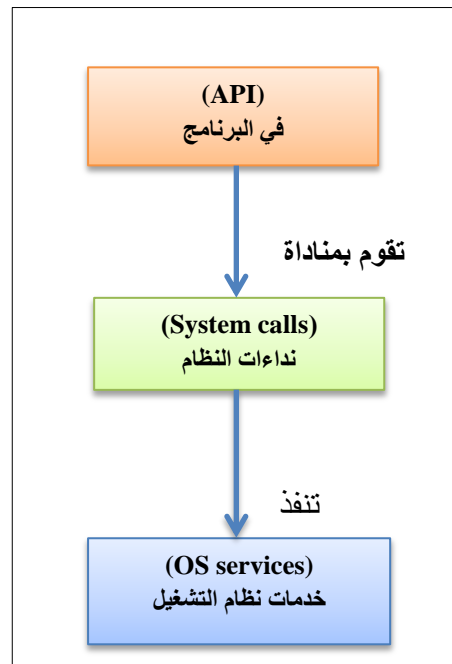 (API)
في البرنامج
تقوم بمناداة
(System calls)
نداءات النظام
تنفذ
(OS services)
خدمات نظام التشغيل